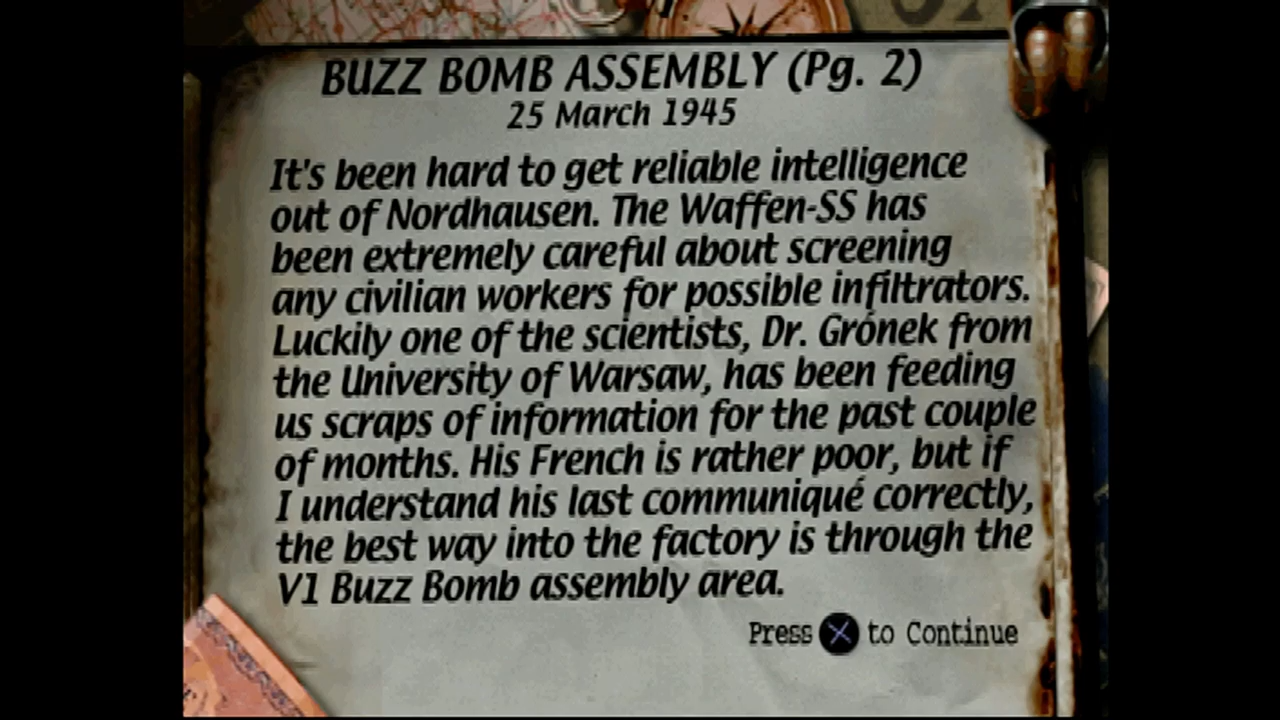 BUZZ BOMB ASSEMBLY (Pg. 2)
25 March 1945
It's been hard to get reliable intelligence
out of Nordhausen. The Waffen-SS has
been extremely careful about screening
any civilian workers for possible infiltrators.
Luckily one of the scientists, Dr. Grónek from
the University of Warsaw, has been feeding
us scraps of information for the past couple
of months. His French is rather poor, but if
I understand his last communiqué correctly,
the best way into the factory is through the
V1 Buzz Bomb assembly area.
Press X to Continue